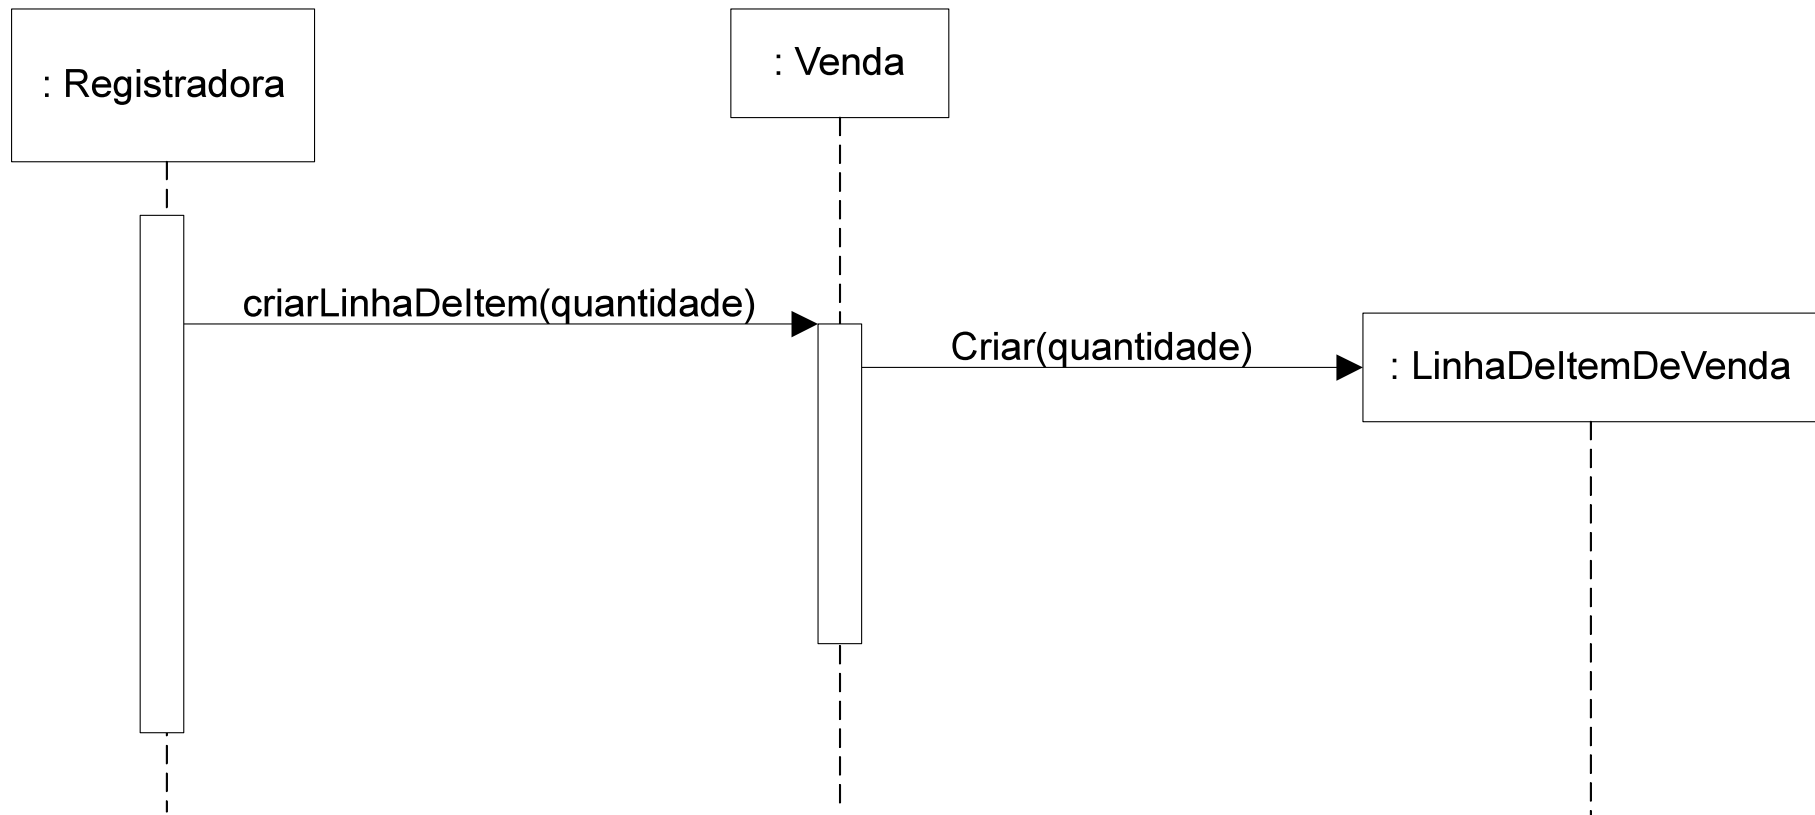 : Registradora
: Venda
criarLinhaDeItem(quantidade)
Criar(quantidade)
: LinhaDeItemDeVenda